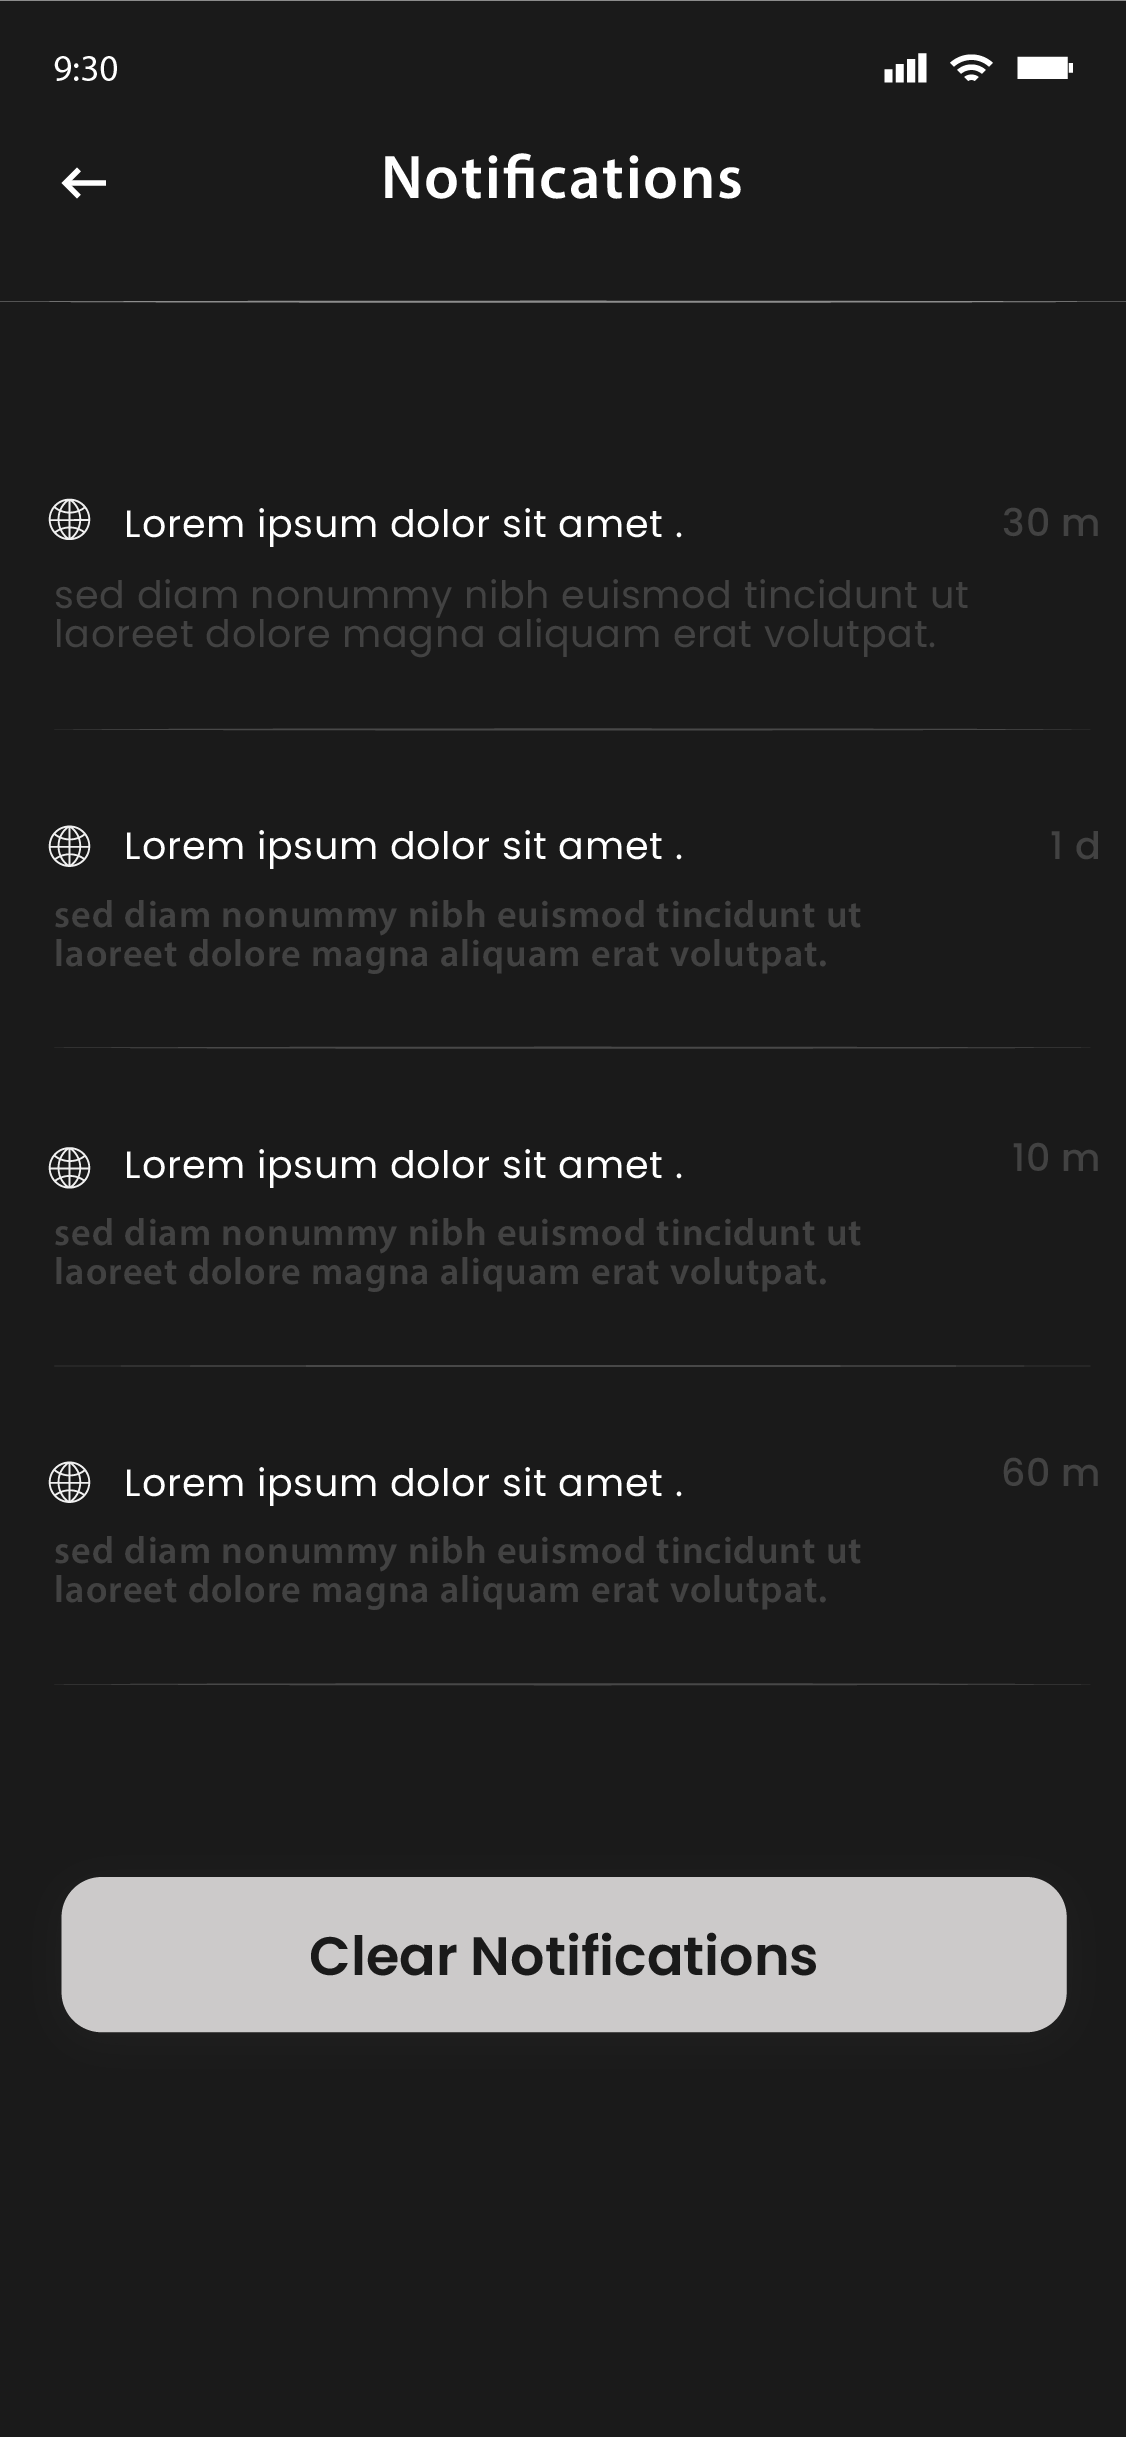 9:30
Notifications
Lorem ipsum dolor sit amet .
30 m
sed diam nonummy nibh euismod tincidunt ut
laoreet dolore magna aliquam erat volutpat.
Lorem ipsum dolor sit amet .
1 d
sed diam nonummy nibh euismod tincidunt ut
laoreet dolore magna aliquam erat volutpat.
Lorem ipsum dolor sit amet .
10 m
sed diam nonummy nibh euismod tincidunt ut
laoreet dolore magna aliquam erat volutpat.
Lorem ipsum dolor sit amet .
60 m
sed diam nonummy nibh euismod tincidunt ut
laoreet dolore magna aliquam erat volutpat.
Clear Notifications